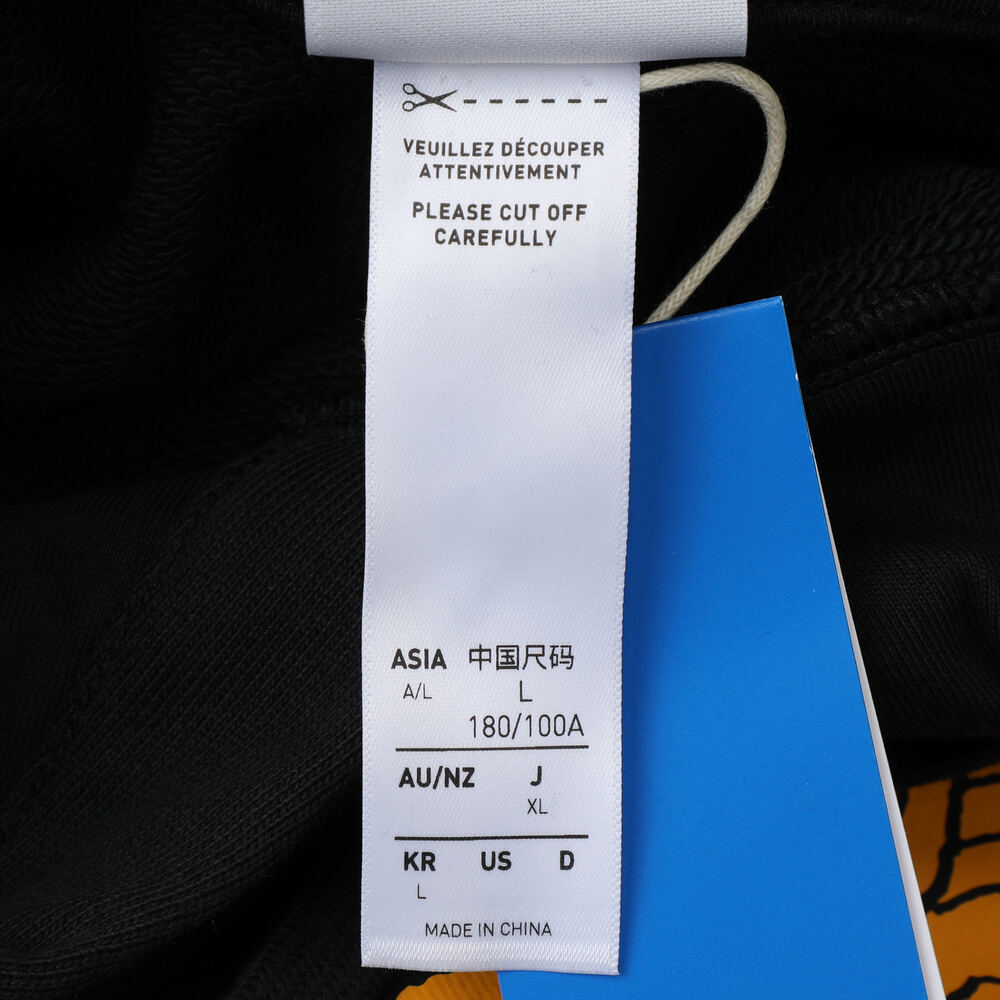 VEUILLEZ DÉCOUPER
ATTENTIVEMENT
PLEASE CUT OFF
CAREFULLY
ASIA 中国尺码
A/L L
180/100A
AU/NZ J
XL
KR US D
L
MADE IN CHINA